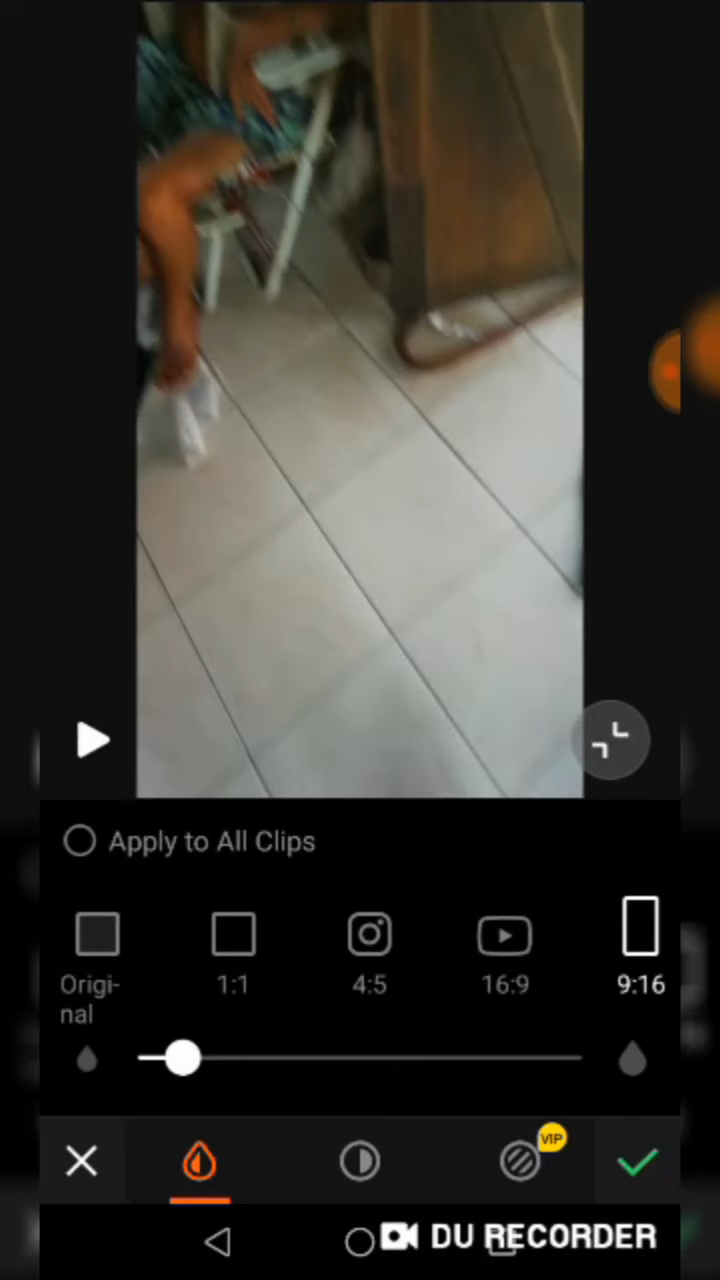 Apply to All Clips
Origi-
nal
1:1
4:5
16:9
9:16
VIP
DU RECORDER